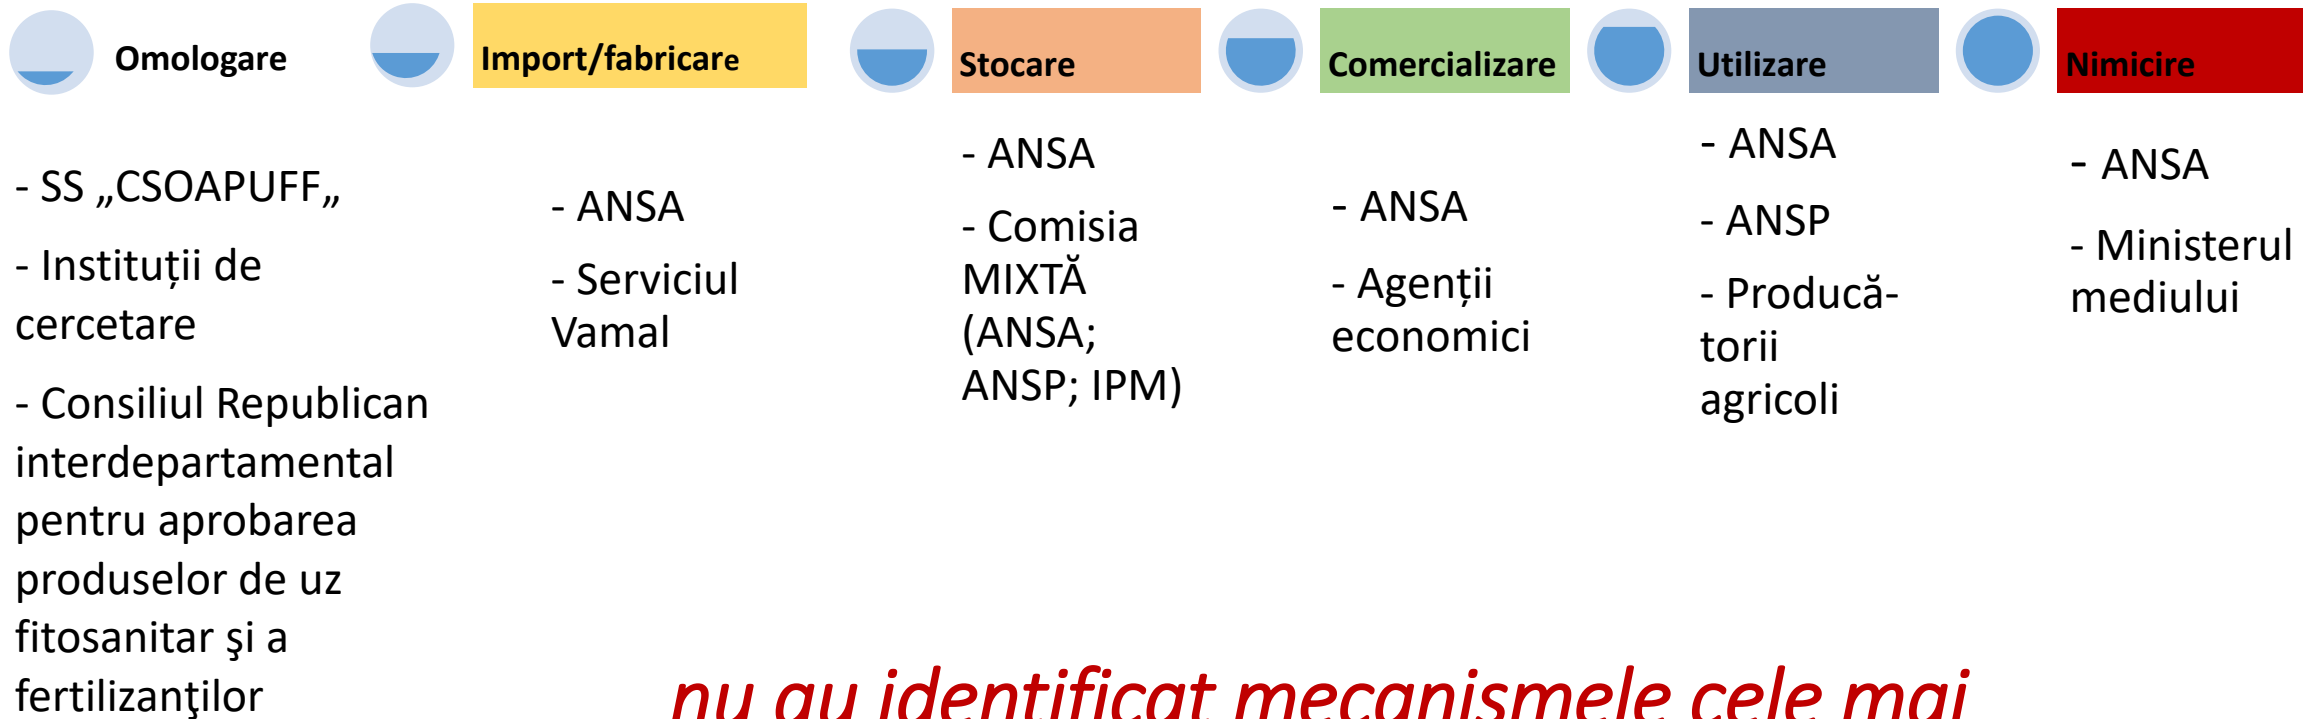 Omologare
Import/fabricare
Stocare
Comercializare
Utilizare
Nimicire
- SS „CSOAPUFF„
- Instituții de
cercetare
- Consiliul Republican
interdepartamental
pentru aprobarea
produselor de uz
fitosanitar şi a
fertilizanţilor
- ANSA
- Serviciul
Vamal
- ANSA
- Comisia
MIXTĂ
(ANSA;
ANSP; IPM)
- ANSA
- Agenții
economici
- ANSA
- ANSP
- Producă-
torii
agricoli
- ANSA
- Ministerul
mediului
nu au identificat mecanismele cele mai